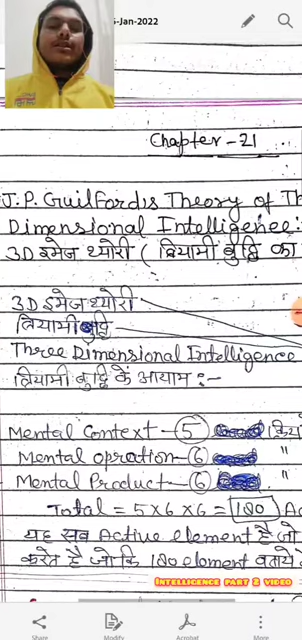 5-Jan-2022
Chapter-21
J.P. Guilford's Theory of Th
Dimensional Intelligence:
3D इमेज थ्योरी ( त्रियामी बुद्धि का
3D इमेज थ्योरी
त्रियामी बुद्धि
Three Dimensional Intelligence
त्रियामी बुद्धि के आयाम :-
Mental Context - 5
Mental opration - 6 "
Mental Product - 6 "
Total = 5x6x6 = 180
यह सब Active element है जो
करते है जो कि 180 element बताये
INTELLIGENCE PART 2 VIDEO
Share
Modify
Acrobat
More